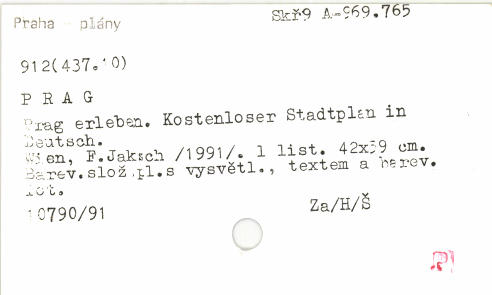 Praha - plány
Skř9 A-969.765
912(437.10)
P R A G
Prag erleben. Kostenloser Stadtplan in
Deutsch.
Wien, F.Jaksch /1991/. 1 list. 42x59 cm.
Barev.slož.pl.s vysvětl., textem a barev.
fot.
10790/91
Za/H/Š